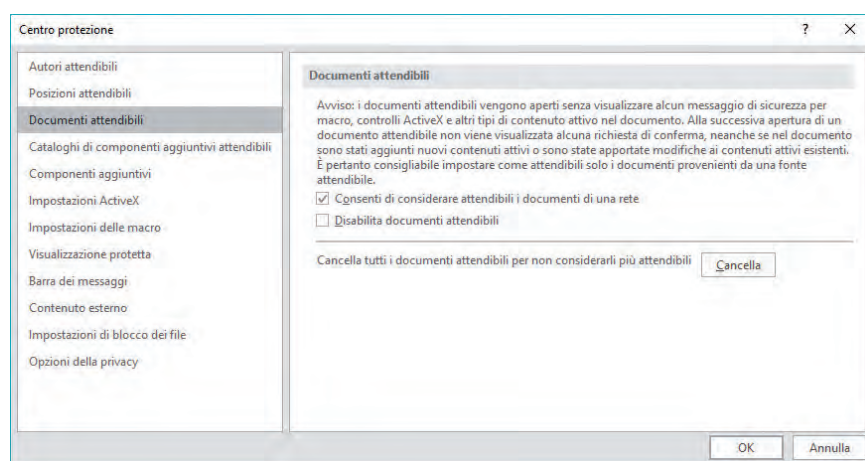 Centro protezione
?
Autori attendibili
Posizioni attendibili
Documenti attendibili
Cataloghi di componenti aggiuntivi attendibili
Componenti aggiuntivi
Impostazioni ActiveX
Impostazioni delle macro
Visualizzazione protetta
Barra dei messaggi
Contenuto esterno
Impostazioni di blocco dei file
Opzioni della privacy
Documenti attendibili
Avviso: i documenti attendibili vengono aperti senza visualizzare alcun messaggio di sicurezza per
macro, controlli ActiveX e altri tipi di contenuto attivo nel documento. Alla successiva apertura di un
documento attendibile non viene visualizzata alcuna richiesta di conferma, neanche se nel documento
sono stati aggiunti nuovi contenuti attivi o sono state apportate modifiche ai contenuti attivi esistenti.
È pertanto consigliabile impostare come attendibili solo i documenti provenienti da una fonte
attendibile.
Consenti di considerare attendibili i documenti di una rete
Disabilita documenti attendibili
Cancella tutti i documenti attendibili per non considerarli più attendibili
Cancella
OK
Annulla